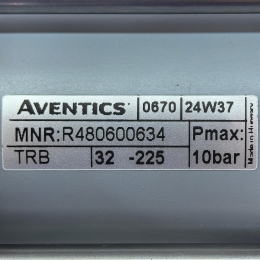 AVENTICS 0670 24W37
MNR:R480600634 Pmax:
TRB 32 -225 10bar
Made in Hungary